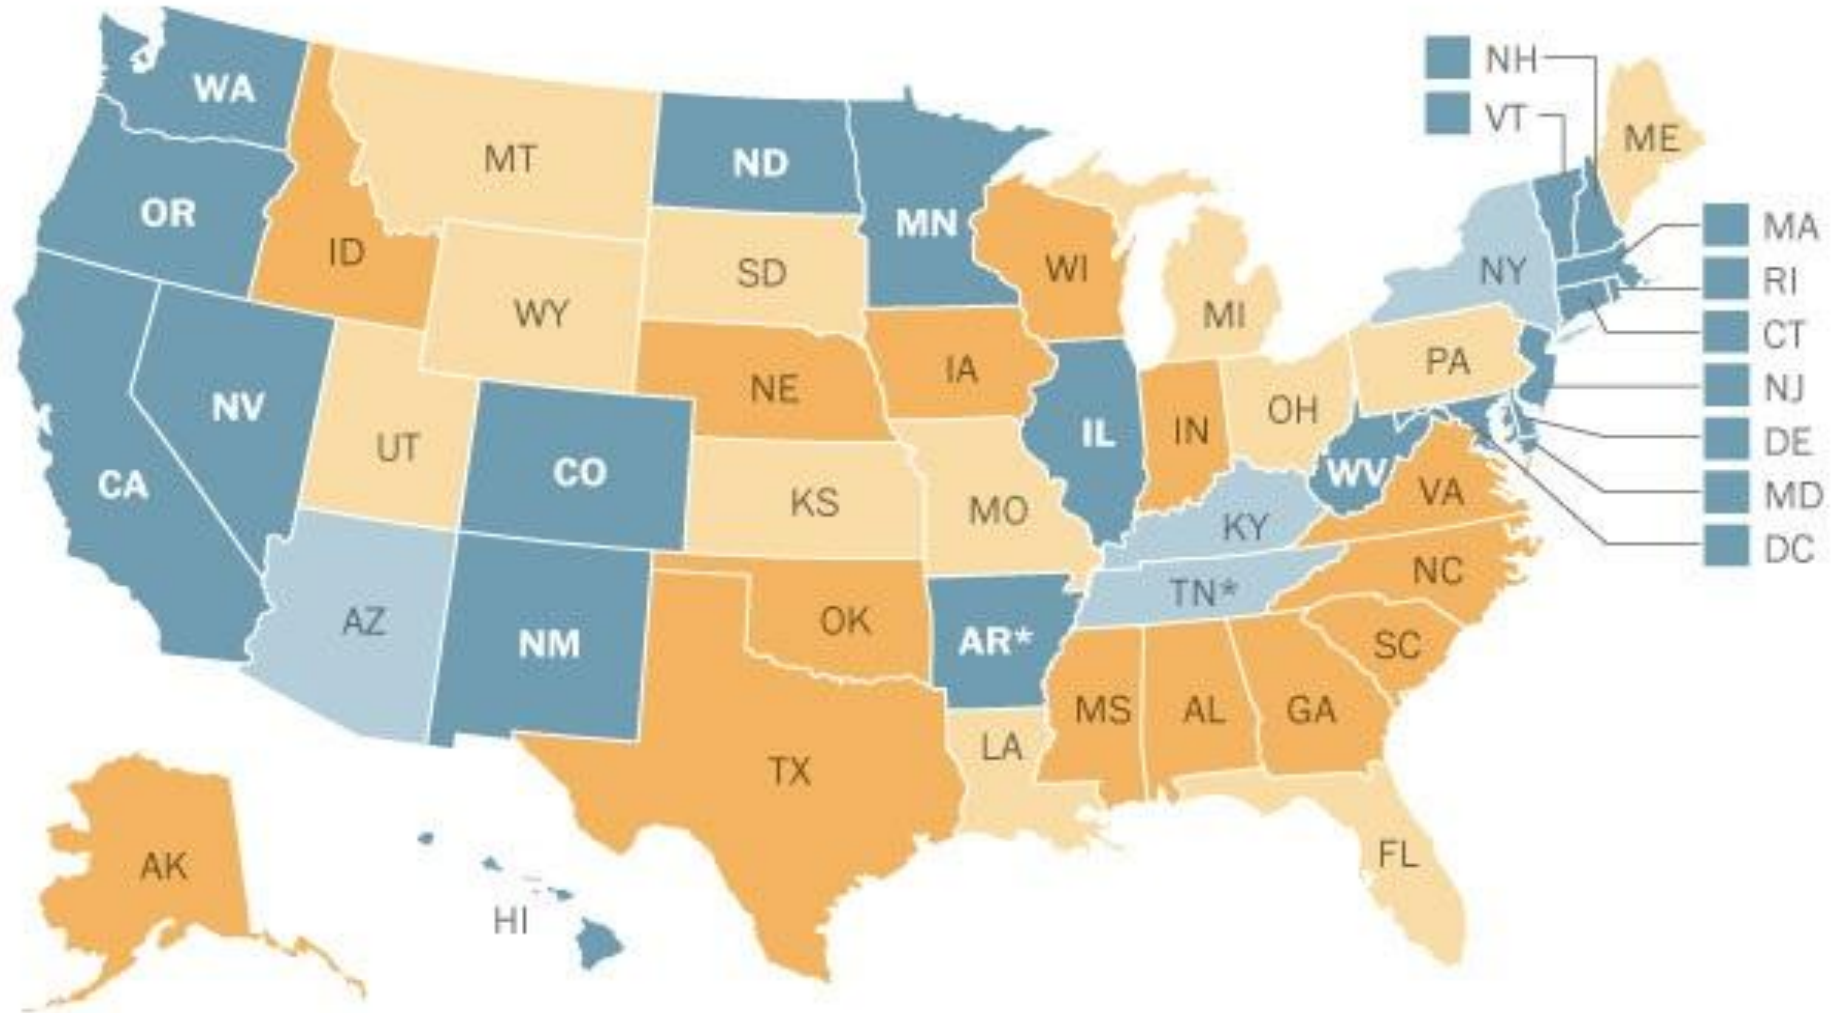 WA
MT
ND
MN
OR
ID
SD
WI
WY
MI
NY
ME
NH
VT
MA
RI
CT
NJ
DE
MD
DC
NV
UT
CO
NE
IA
IL
IN
OH
PA
CA
KS
MO
KY
WV
VA
AZ
NM
OK
AR*
TN*
NC
SC
TX
LA
MS
AL
GA
FL
AK
HI